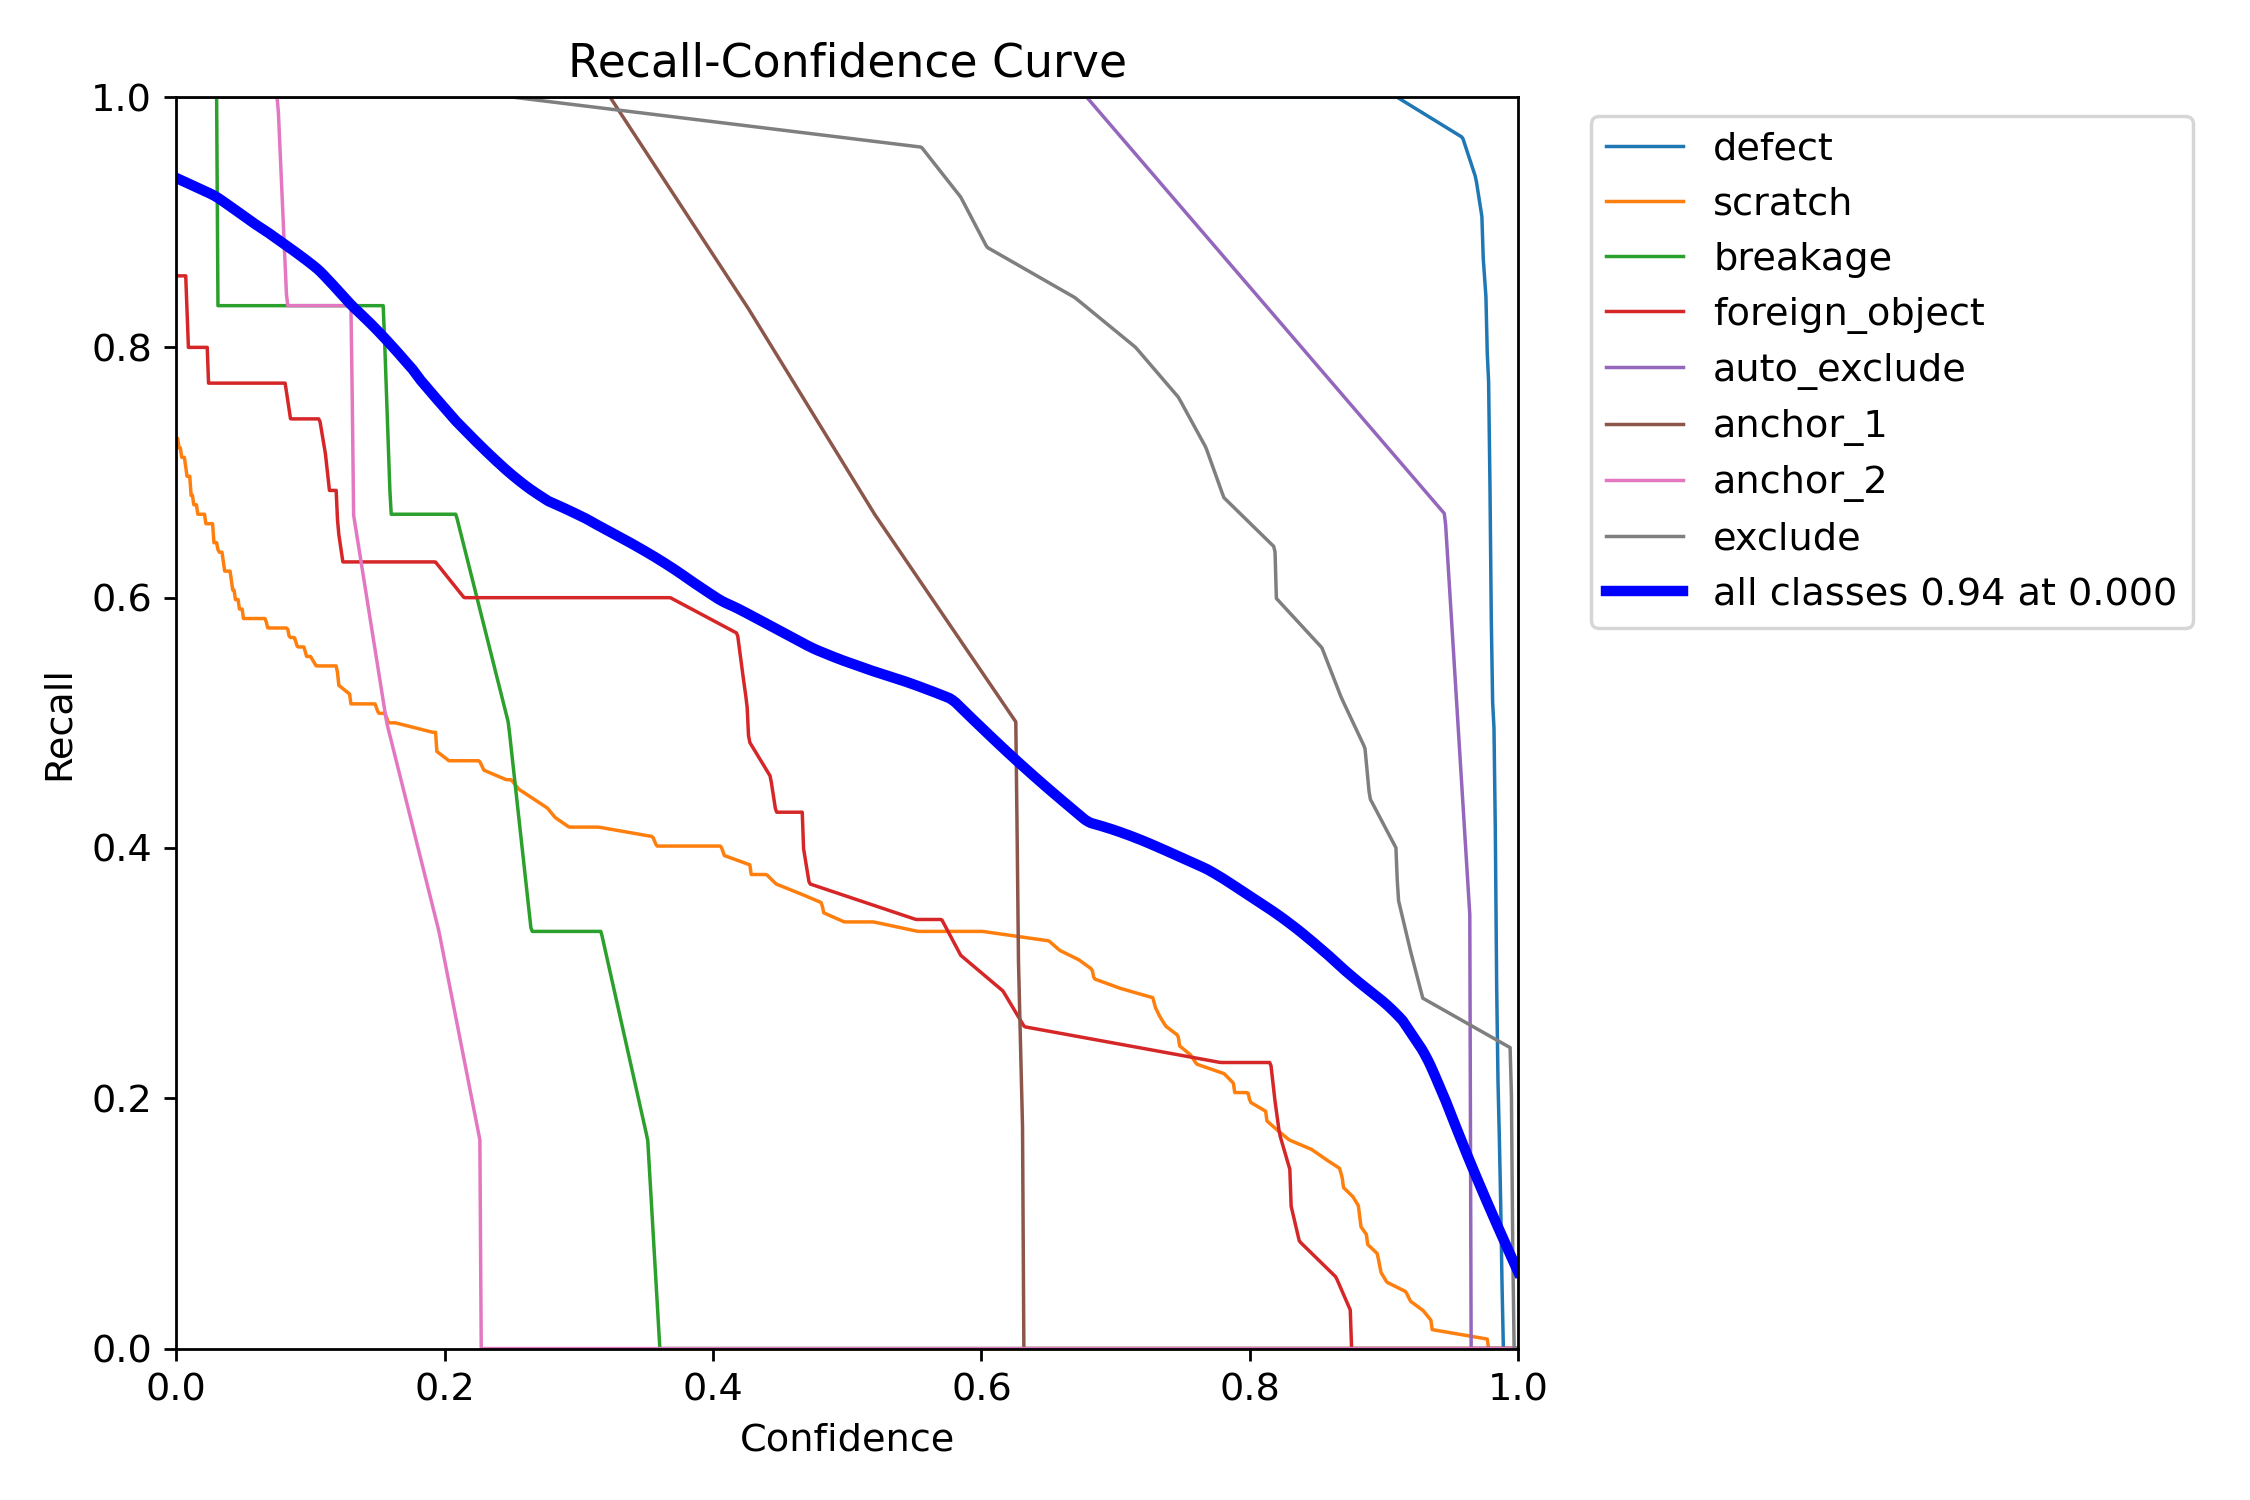 Recall-Confidence Curve
1.0
0.8
0.6
0.4
0.2
0.0
Recall
0.0 0.2 0.4 0.6 0.8 1.0
Confidence
defect
scratch
breakage
foreign_object
auto_exclude
anchor_1
anchor_2
exclude
all classes 0.94 at 0.000